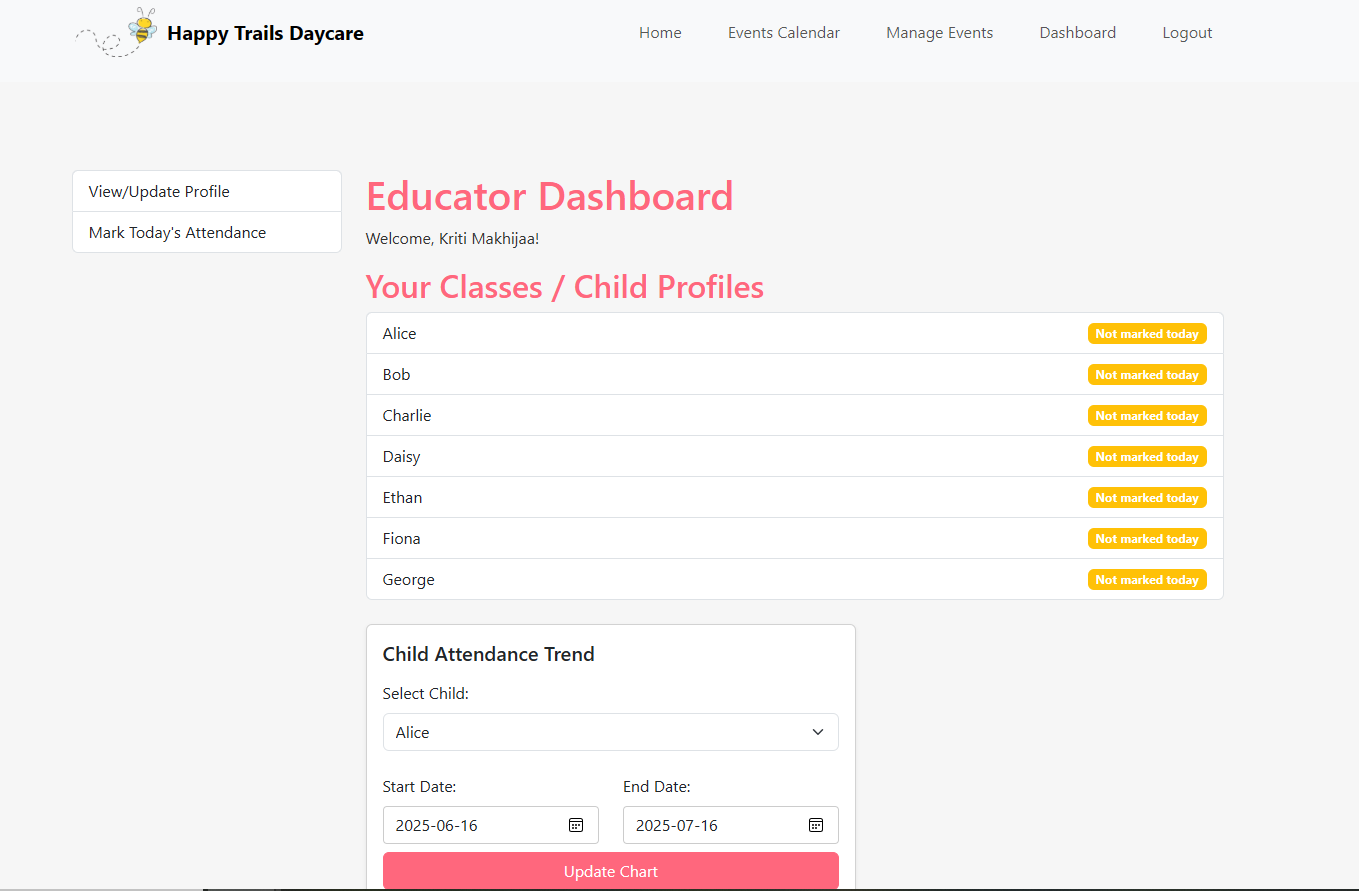 Happy Trails Daycare
Home Events Calendar Manage Events Dashboard Logout
View/Update Profile
Mark Today's Attendance
Educator Dashboard
Welcome, Kriti Makhijaa!
Your Classes / Child Profiles
Alice Not marked today
Bob Not marked today
Charlie Not marked today
Daisy Not marked today
Ethan Not marked today
Fiona Not marked today
George Not marked today
Child Attendance Trend
Select Child:
Alice
Start Date: End Date:
2025-06-16 2025-07-16
Update Chart